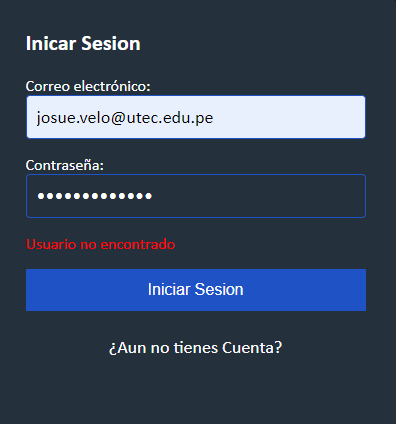 Inicar Sesion
Correo electrónico:
josue.velo@utec.edu.pe
Contraseña:
•••••••••••••
Usuario no encontrado
Iniciar Sesion
¿Aun no tienes Cuenta?